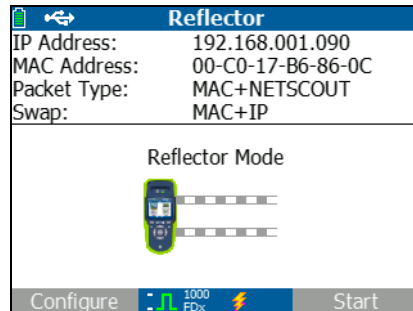 Reflector
IP Address: 192.168.001.090
MAC Address: 00-C0-17-B6-86-0C
Packet Type: MAC+NETSCOUT
Swap: MAC+IP
Reflector Mode
Configure 1000 FDx Start